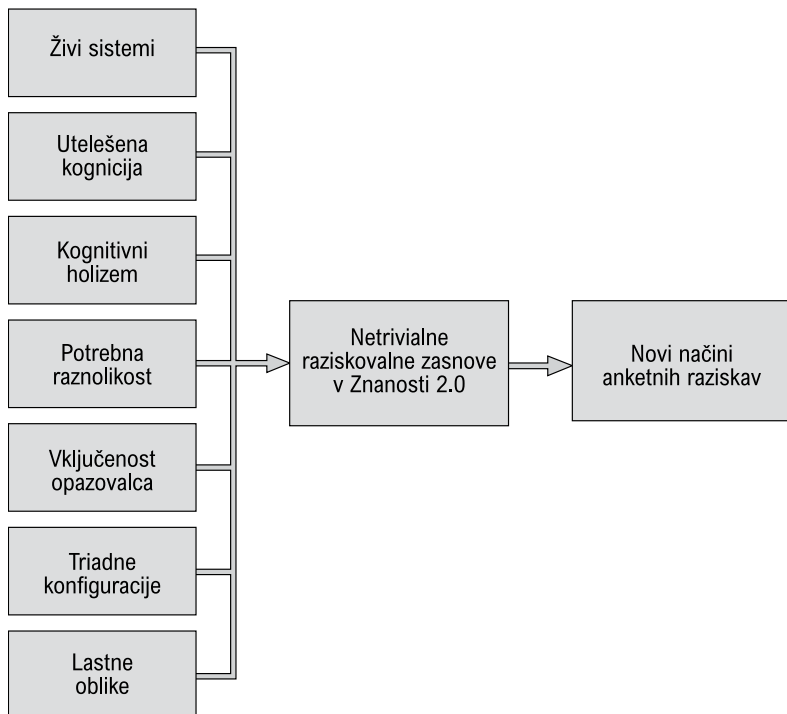 Živi sistemi
Utelešena
kognicija
Kognitivni
holizem
Potrebna
raznolikost
Vključenost
opazovalca
Triadne
konfiguracije
Lastne
oblike
Netrivialne
raziskovalne zasnove
v Znanosti 2.0
Novi načini
anketnih raziskav